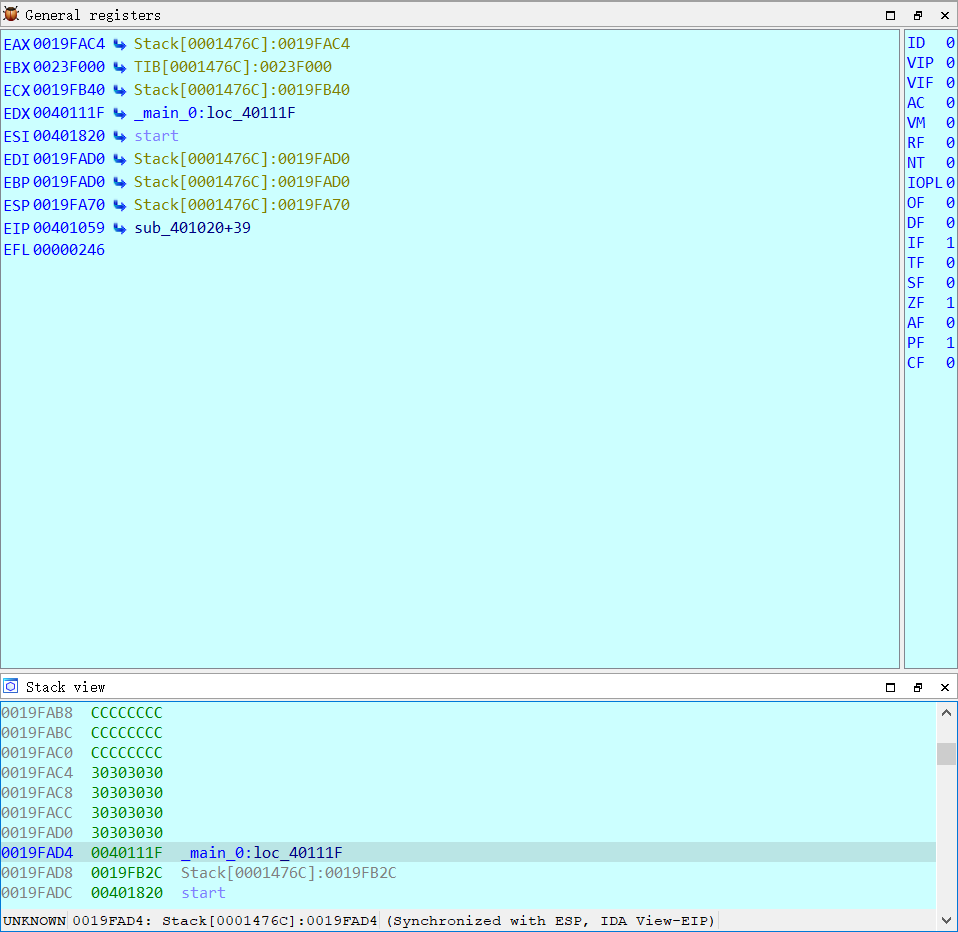 General registers
EAX 0019FAC4 Stack[0001476C]:0019FAC4
EBX 0023F000 TIB[0001476C]:0023F000
ECX 0019FB40 Stack[0001476C]:0019FB40
EDX 0040111F _main_0:loc_40111F
ESI 00401820 start
EDI 0019FAD0 Stack[0001476C]:0019FAD0
EBP 0019FAD0 Stack[0001476C]:0019FAD0
ESP 0019FA70 Stack[0001476C]:0019FA70
EIP 00401059 sub_401020+39
EFL 00000246
ID 0
VIP 0
VIF 0
AC 0
VM 0
RF 0
NT 0
IOPL 0
OF 0
DF 0
IF 1
TF 0
SF 0
ZF 1
AF 0
PF 1
CF 0
Stack view
0019FAB8 CCCCCCCC
0019FABC CCCCCCCC
0019FAC0 CCCCCCCC
0019FAC4 30303030
0019FAC8 30303030
0019FACC 30303030
0019FAD0 30303030
0019FAD4 0040111F _main_0:loc_40111F
0019FAD8 0019FB2C Stack[0001476C]:0019FB2C
0019FADC 00401820 start
UNKNOWN 0019FAD4: Stack[0001476C]:0019FAD4 (Synchronized with ESP, IDA View-EIP)